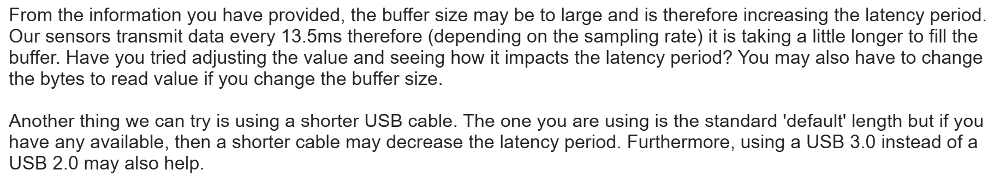 From the information you have provided, the buffer size may be to large and is therefore increasing the latency period.
Our sensors transmit data every 13.5ms therefore (depending on the sampling rate) it is taking a little longer to fill the
buffer. Have you tried adjusting the value and seeing how it impacts the latency period? You may also have to change
the bytes to read value if you change the buffer size.
Another thing we can try is using a shorter USB cable. The one you are using is the standard 'default' length but if you
have any available, then a shorter cable may decrease the latency period. Furthermore, using a USB 3.0 instead of a
USB 2.0 may also help.